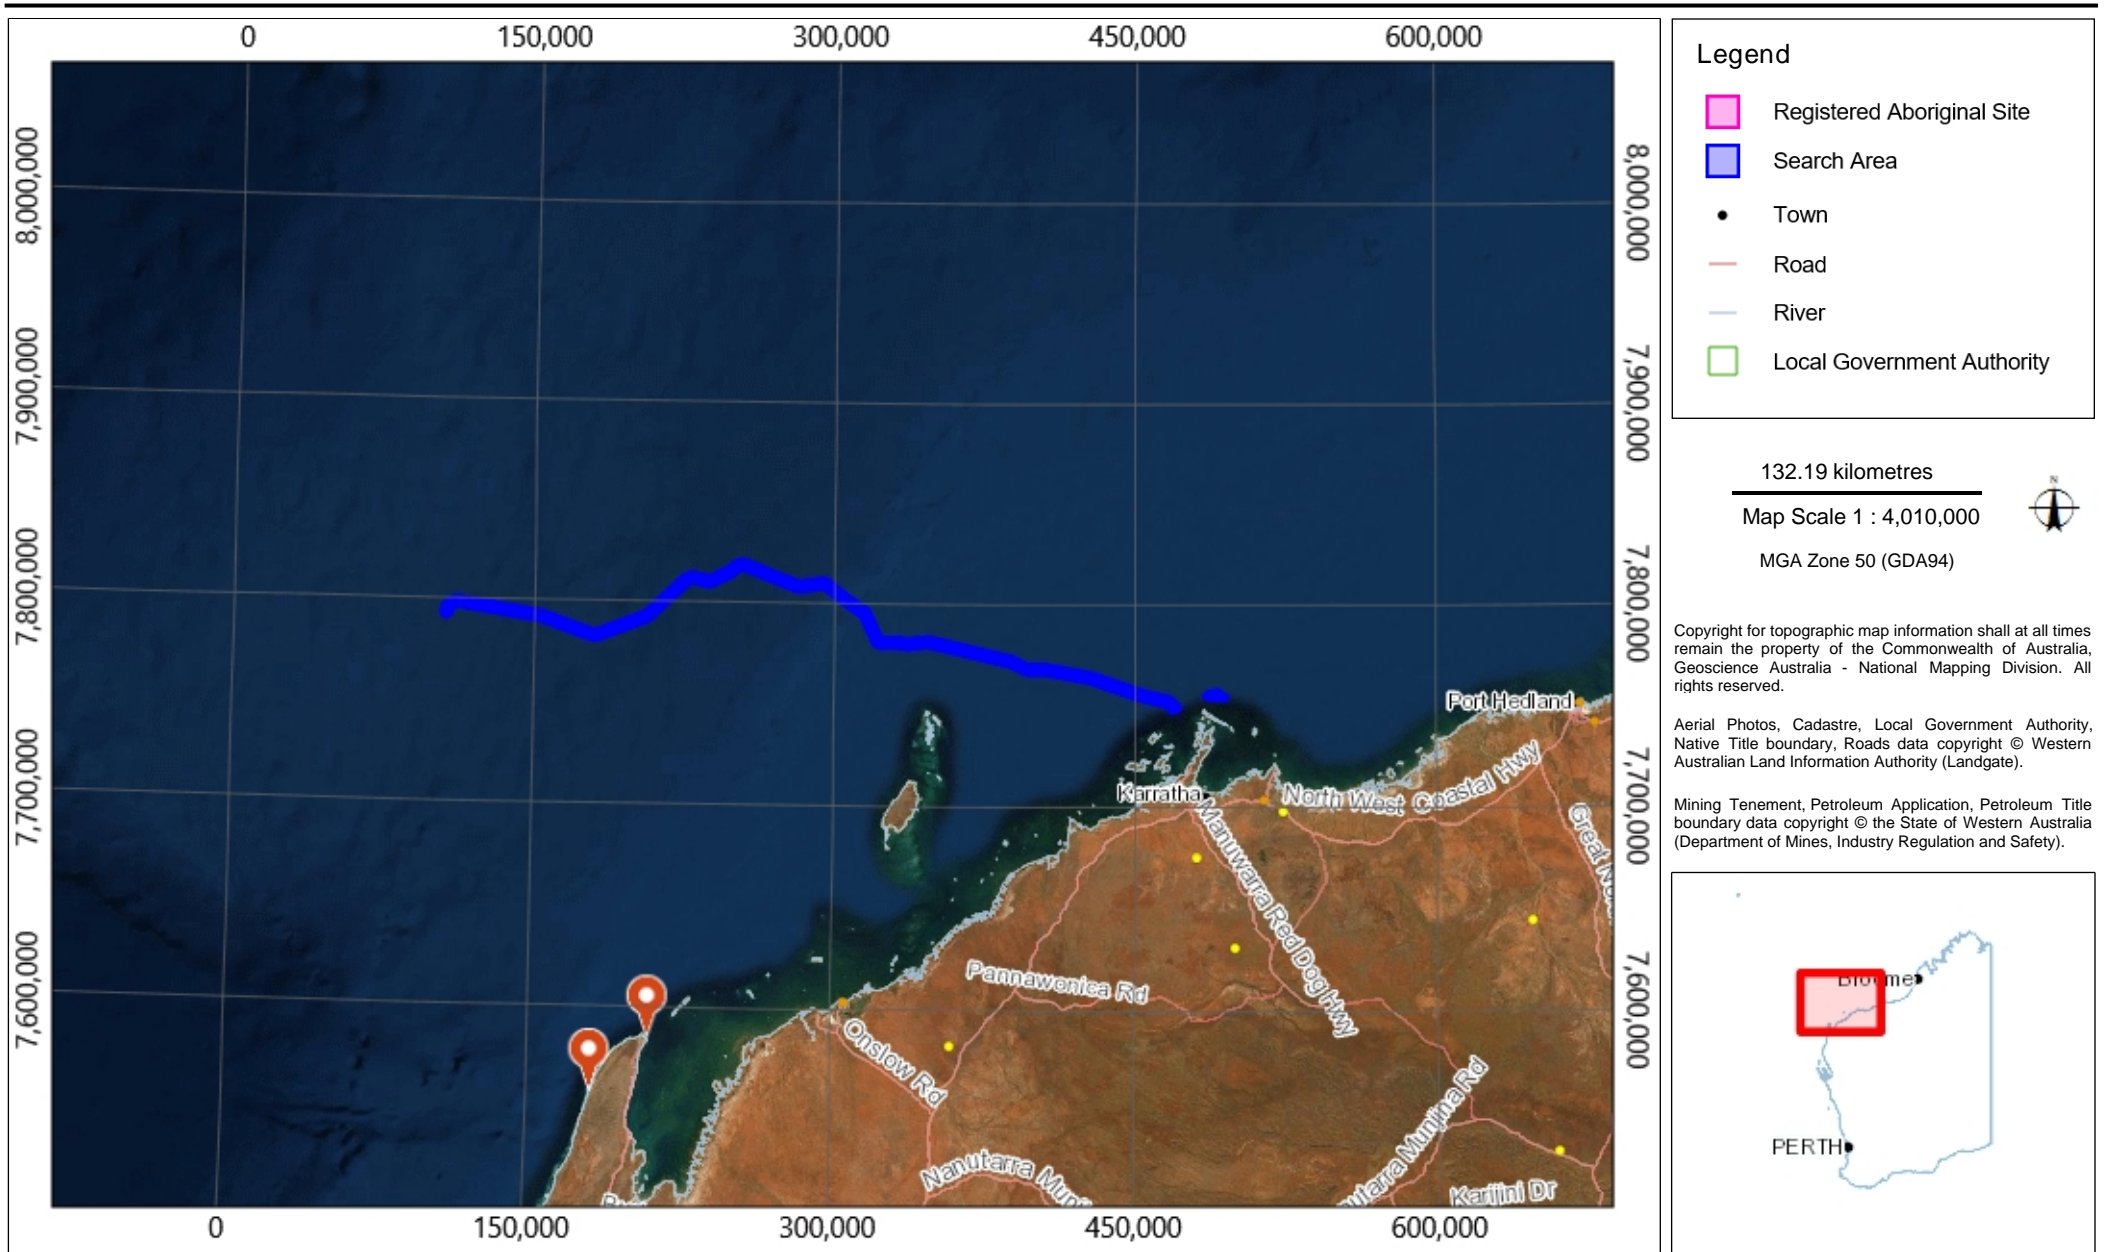 0 150,000 300,000 450,000 600,000
8,000,000
7,900,000
7,800,000
7,700,000
7,600,000
8,000,000
7,900,000
7,800,000
7,700,000
7,600,000
Port Hedland
Karratha
North West Coastal Hwy
Manuwarra Red Dog Hwy
Pannawonica Rd
Onslow Rd
Karijini Dr
0 150,000 300,000 450,000 600,000
Legend
Registered Aboriginal Site
Search Area
Town
Road
River
Local Government Authority
132.19 kilometres
Map Scale 1 : 4,010,000
N
MGA Zone 50 (GDA94)
Copyright for topographic map information shall at all times
remain the property of the Commonwealth of Australia,
Geoscience Australia - National Mapping Division. All
rights reserved.
Aerial Photos, Cadastre, Local Government Authority,
Native Title boundary, Roads data copyright © Western
Australian Land Information Authority (Landgate).
Mining Tenement, Petroleum Application, Petroleum Title
boundary data copyright © the State of Western Australia
(Department of Mines, Industry Regulation and Safety).
Broome
PERTH